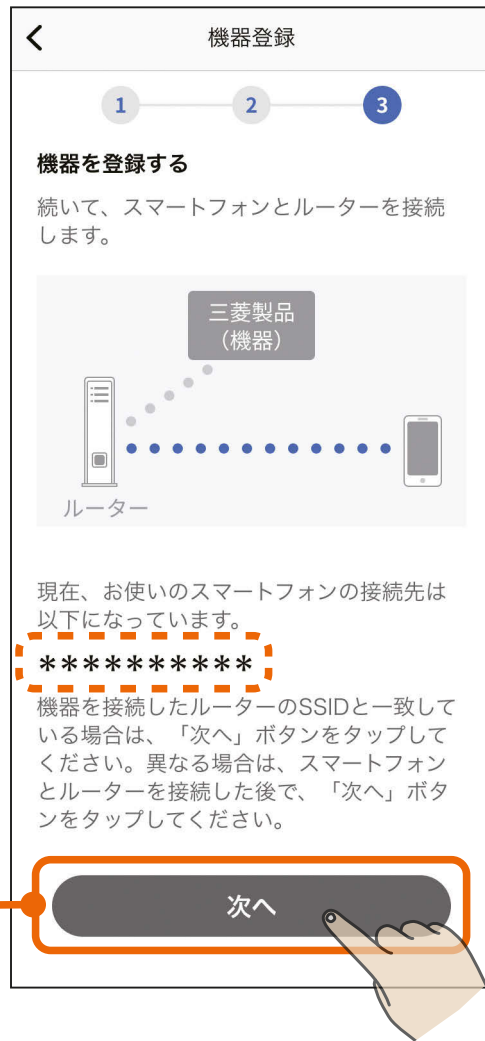 機器登録
1 2 3
機器を登録する
続いて、スマートフォンとルーターを接続
します。
三菱製品
（機器）
ルーター
現在、お使いのスマートフォンの接続先は
以下になっています。
**********
機器を接続したルーターのSSIDと一致して
いる場合は、「次へ」ボタンをタップして
ください。異なる場合は、スマートフォン
とルーターを接続した後で、「次へ」ボタ
ンをタップしてください。
次へ